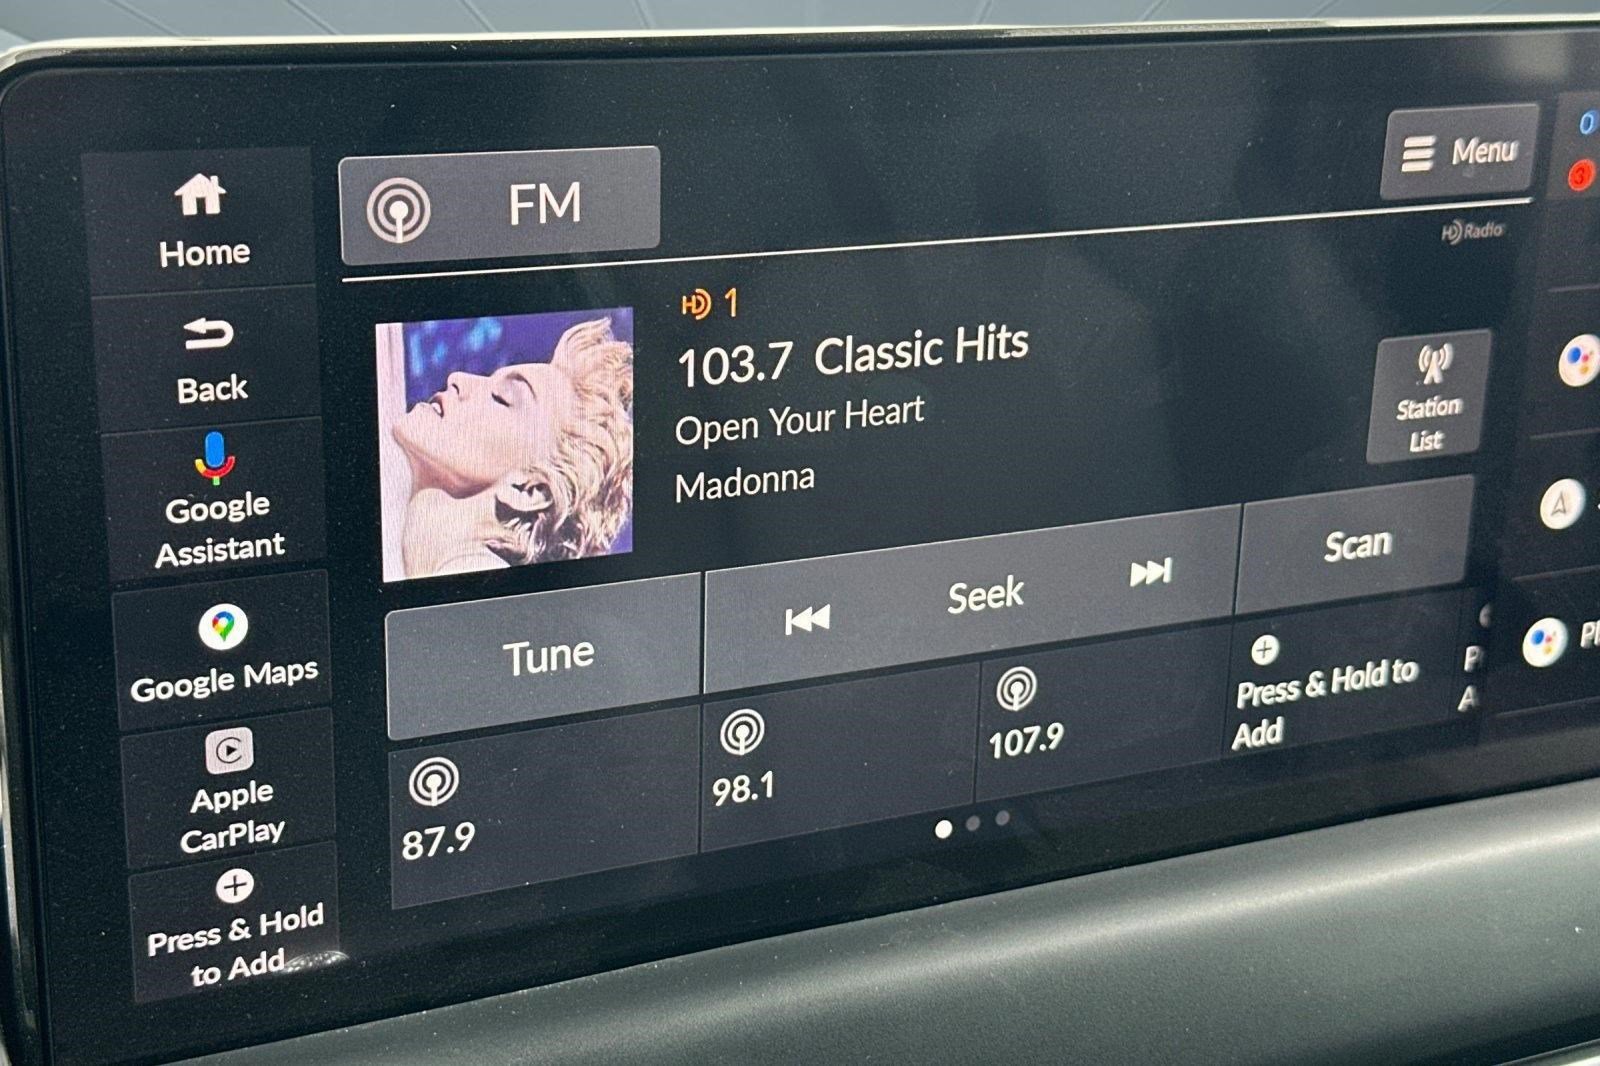 Home
Back
Google
Assistant
Google Maps
Apple
CarPlay
Press & Hold
to Add
FM
Menu
HD Radio
HD 1
103.7 Classic Hits
Open Your Heart
Madonna
Station
List
Tune
Seek
Scan
87.9
98.1
107.9
Press & Hold to
Add
0
3